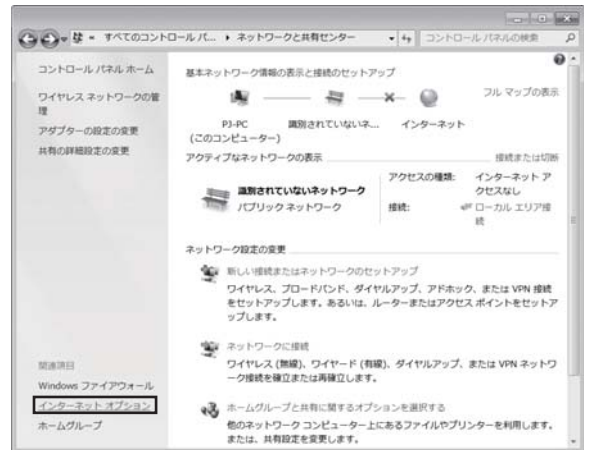 すべてのコントロール パ... ▸ ネットワークと共有センター
コントロール パネルの検索
コントロール パネル ホーム
ワイヤレス ネットワークの管
理
アダプターの設定の変更
共有の詳細設定の変更
基本ネットワーク情報の表示と接続のセットアップ
フル マップの表示
PJ-PC
(このコンピューター)
識別されていないネ...
インターネット
アクティブなネットワークの表示
接続または切断
識別されていないネットワーク
パブリック ネットワーク
アクセスの種類:
インターネット ア
クセスなし
接続:
ローカル エリア接
続
ネットワーク設定の変更
新しい接続またはネットワークのセットアップ
ワイヤレス、ブロードバンド、ダイヤルアップ、アドホック、または VPN 接続
をセットアップします。あるいは、ルーターまたはアクセス ポイントをセットア
ップします。
ネットワークに接続
ワイヤレス (無線)、ワイヤード (有線)、ダイヤルアップ、または VPN ネットワ
ーク接続を確立または再確立します。
ホームグループと共有に関するオプションを選択する
他のネットワーク コンピューター上にあるファイルやプリンターを利用します。
または、共有設定を変更します。
関連項目
Windows ファイアウォール
インターネット オプション
ホームグループ